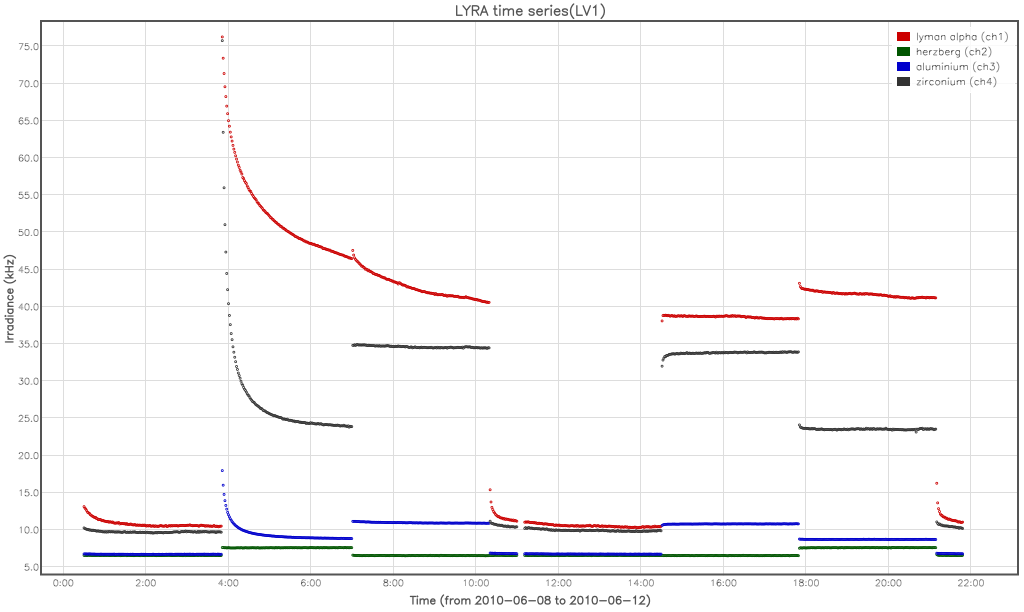 LYRA time series(LV1)
lyman alpha (ch1)
herzberg (ch2)
aluminium (ch3)
zirconium (ch4)
Irradiance (kHz)
75.0
70.0
65.0
60.0
55.0
50.0
45.0
40.0
35.0
30.0
25.0
20.0
15.0
10.0
5.0
0:00 2:00 4:00 6:00 8:00 10:00 12:00 14:00 16:00 18:00 20:00 22:00
Time (from 2010-06-08 to 2010-06-12)